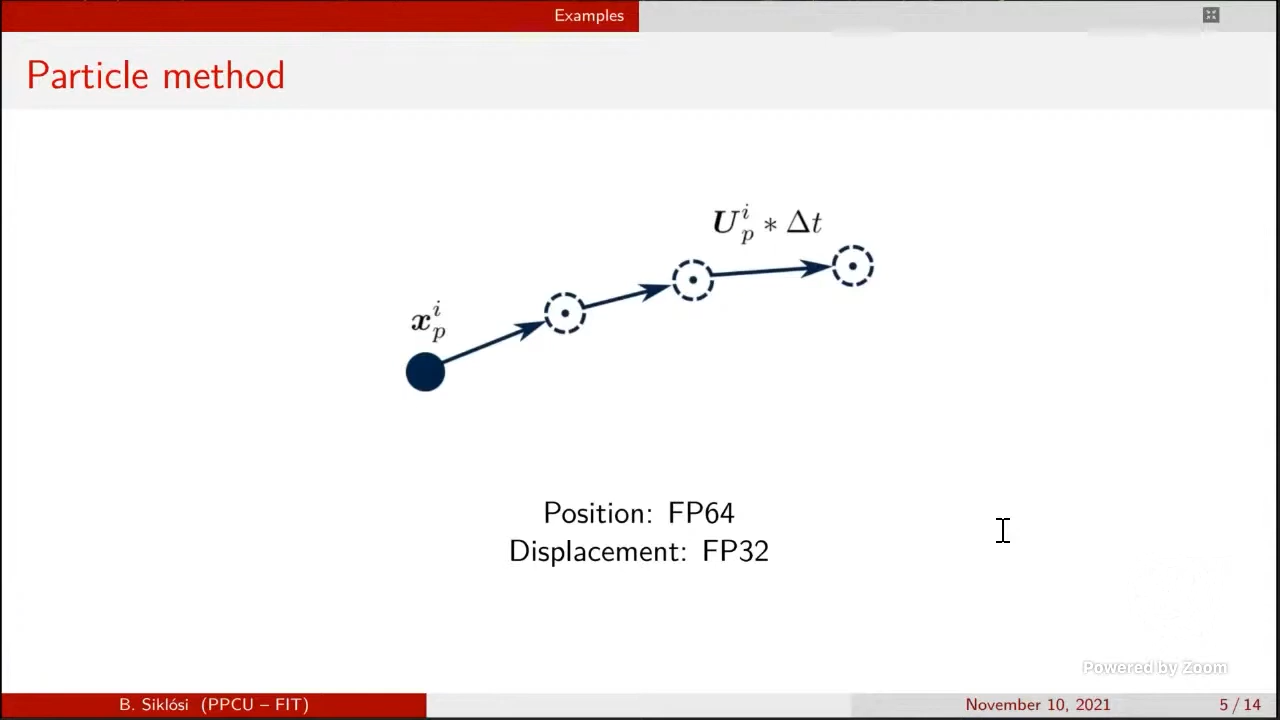 Examples
Particle method
U_p^i * Δt
x_p^i
Position: FP64
Displacement: FP32
Powered by Zoom
B. Siklósi (PPCU – FIT) November 10, 2021 5 / 14